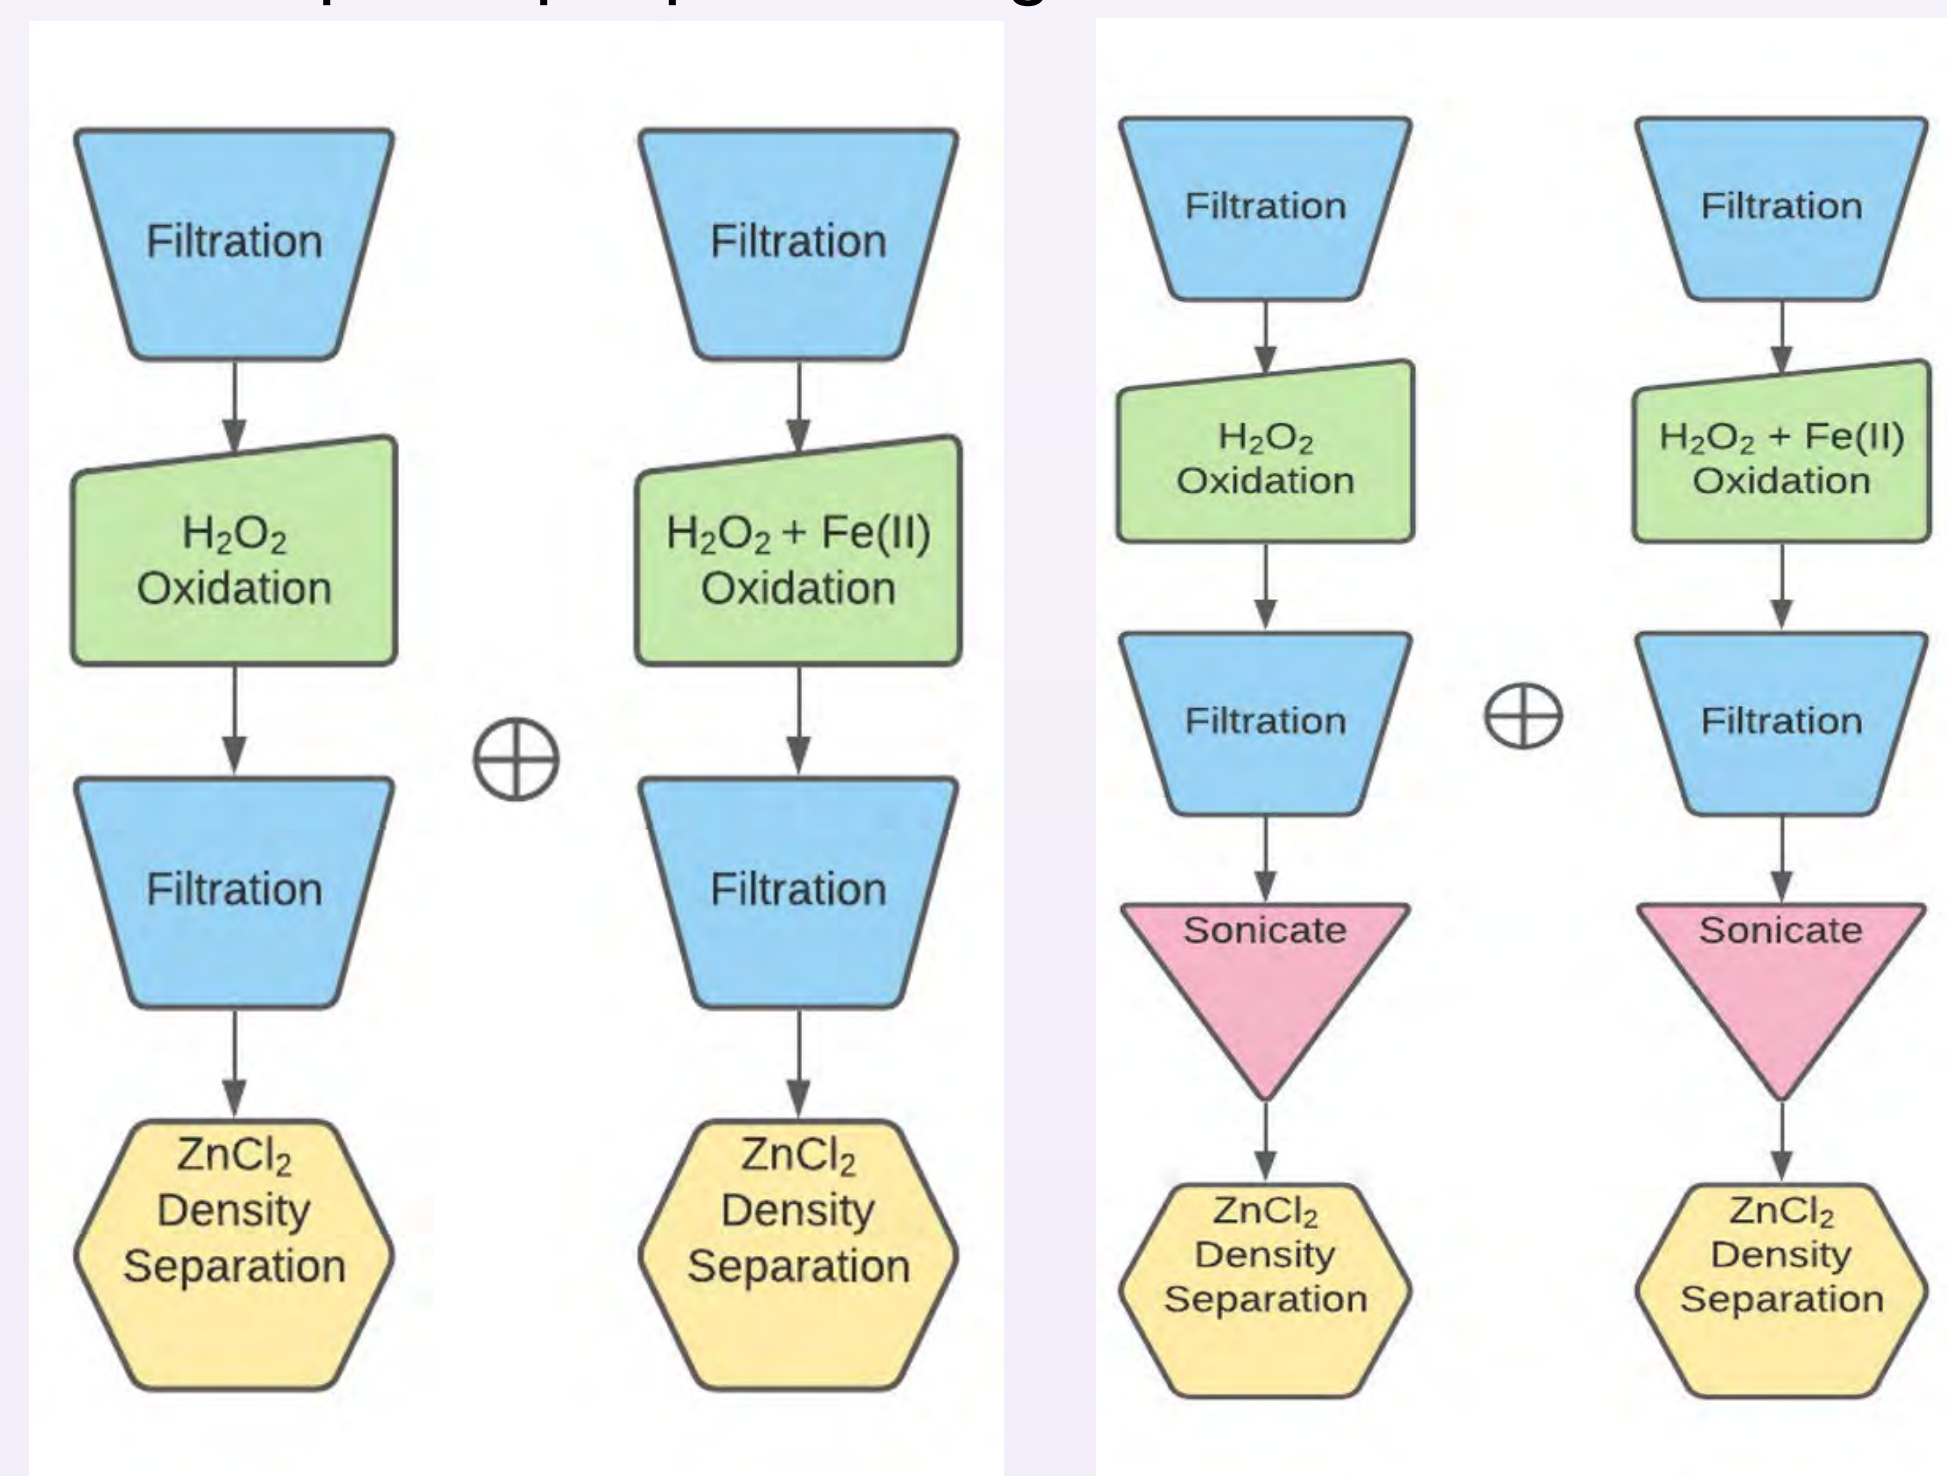 Filtration
H₂O₂
Oxidation
Filtration
ZnCl₂
Density
Separation
Filtration
H₂O₂ + Fe(II)
Oxidation
Filtration
ZnCl₂
Density
Separation
Filtration
H₂O₂
Oxidation
Filtration
Sonicate
ZnCl₂
Density
Separation
Filtration
H₂O₂ + Fe(II)
Oxidation
Filtration
Sonicate
ZnCl₂
Density
Separation